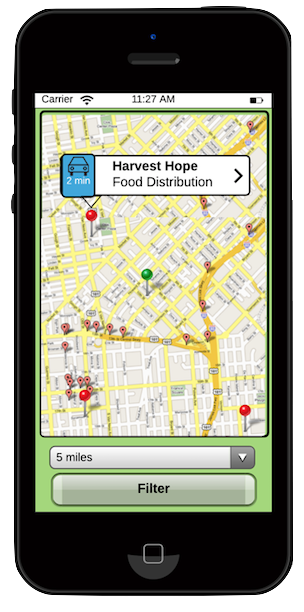 Carrier
11:27 AM
Harvest Hope
2 min
Food Distribution
5 miles
Filter